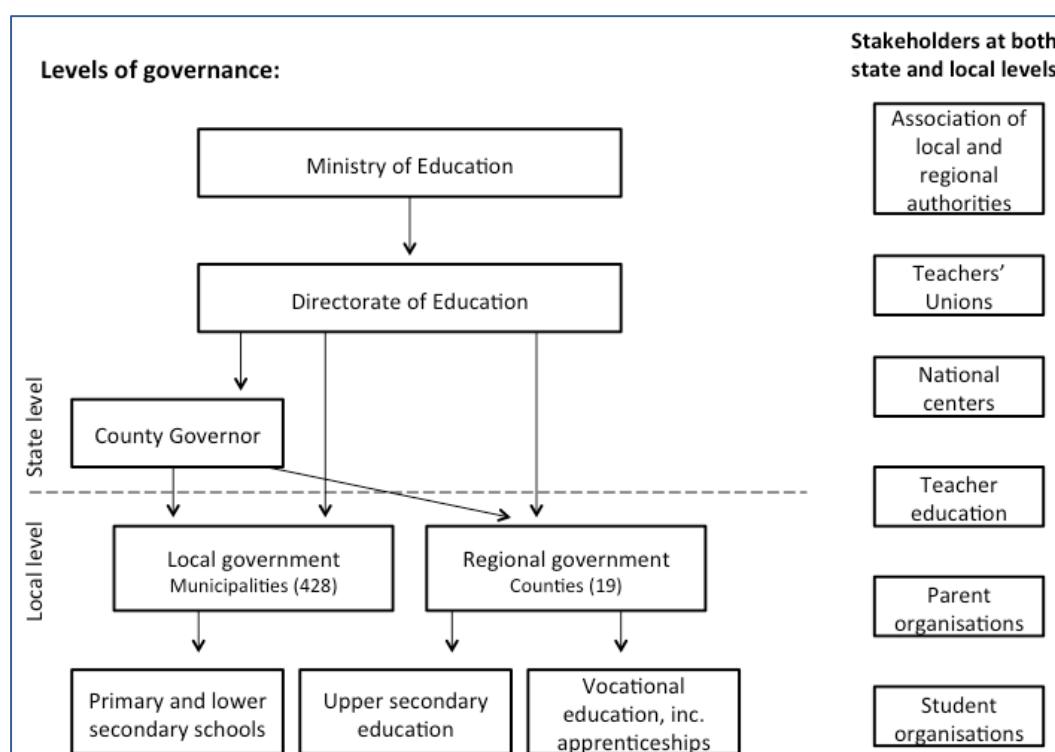 Levels of governance:
Ministry of Education
Directorate of Education
State level
County Governor
Local level
Local government
Municipalities (428)
Regional government
Counties (19)
Primary and lower
secondary schools
Upper secondary
education
Vocational
education, inc.
apprenticeships
Stakeholders at both
state and local levels
Association of
local and
regional
authorities
Teachers’
Unions
National
centers
Teacher
education
Parent
organisations
Student
organisations